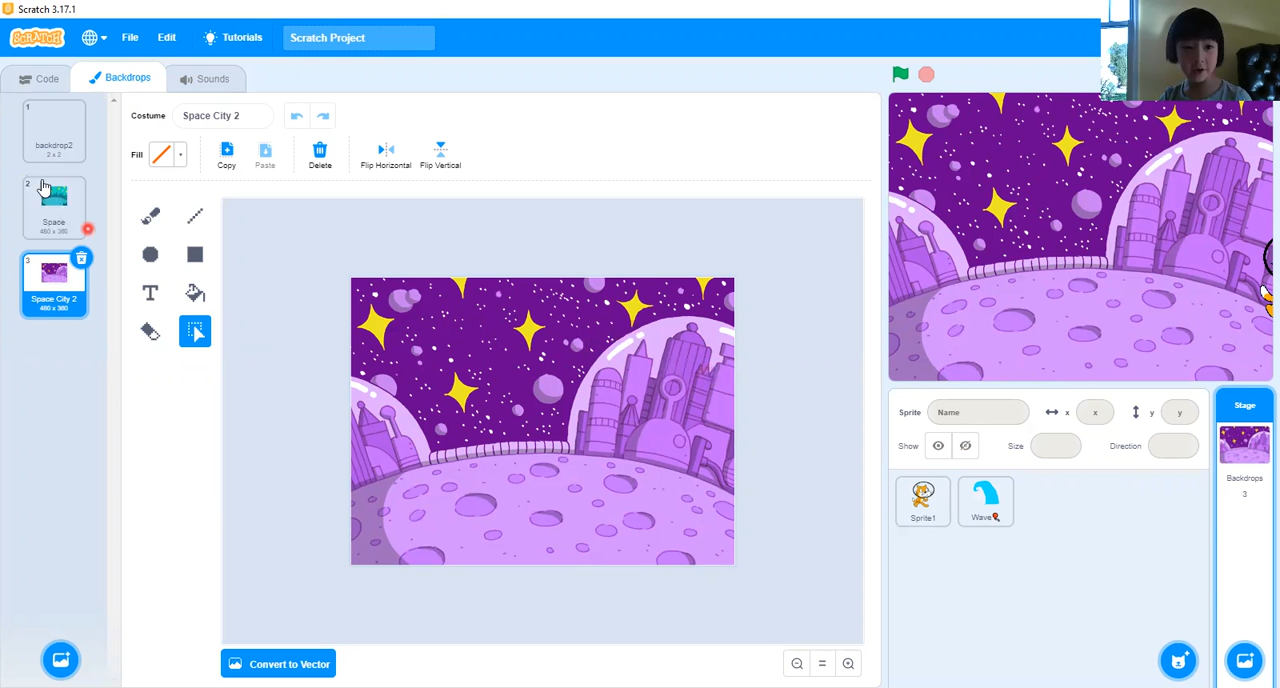 Scratch 3.17.1
SCRATCH File Edit Tutorials Scratch Project
Code Backdrops Sounds
1
backdrop2
2 x 2
2
Space
480 x 360
3
Space City 2
480 x 360
Costume Space City 2
Fill Copy Paste Delete Flip Horizontal Flip Vertical
T
Convert to Vector
Sprite Name x x y y
Show Size Direction
Sprite1 Wave
Stage
Backdrops
3